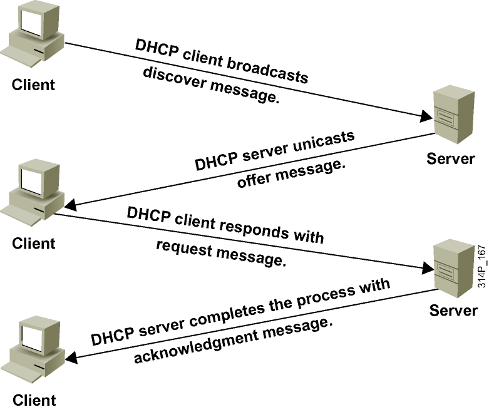 DHCP client broadcasts
discover message.
Client
DHCP server unicasts
offer message.
Server
DHCP client responds with
request message.
Client
314P_167
DHCP server completes the process with
acknowledgment message.
Server
Client